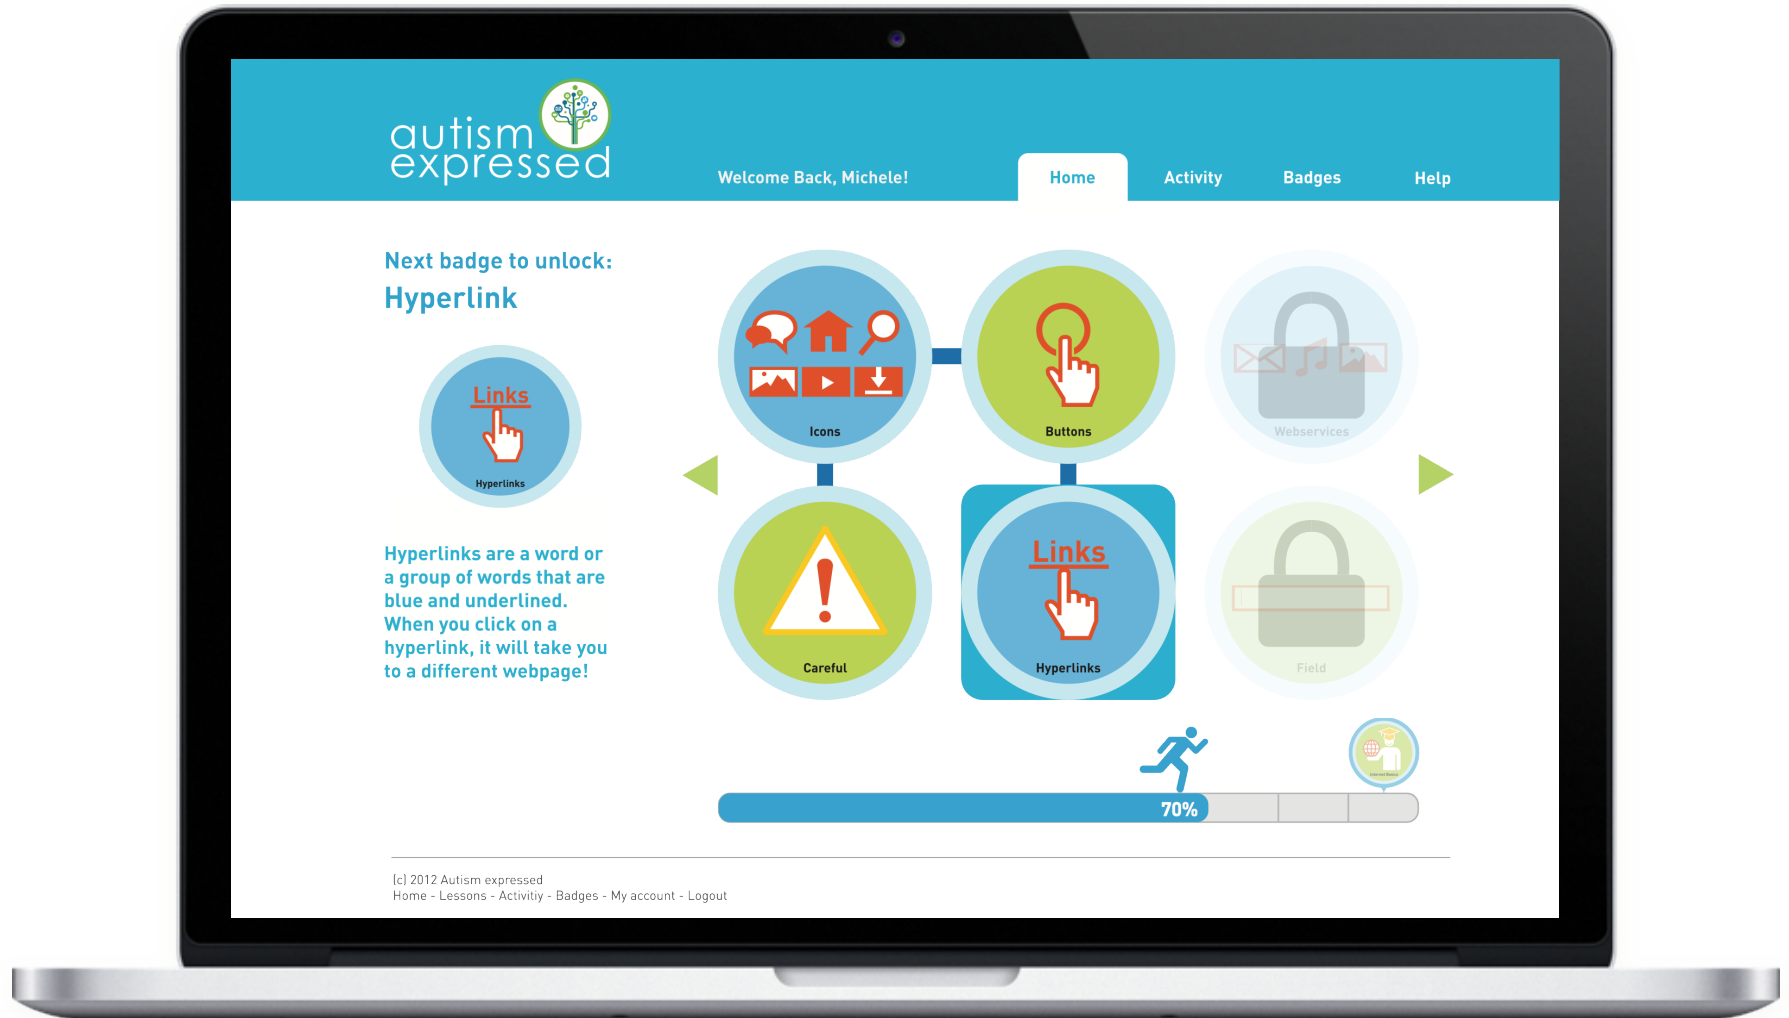 autism
expressed
Welcome Back, Michele!
Home
Activity
Badges
Help
Next badge to unlock:
Hyperlink
Links
Hyperlinks
Hyperlinks are a word or
a group of words that are
blue and underlined.
When you click on a
hyperlink, it will take you
to a different webpage!
Icons
Buttons
Webservices
Careful
Links
Hyperlinks
Field
70%
(c) 2012 Autism expressed
Home - Lessons - Activitiy - Badges - My account - Logout